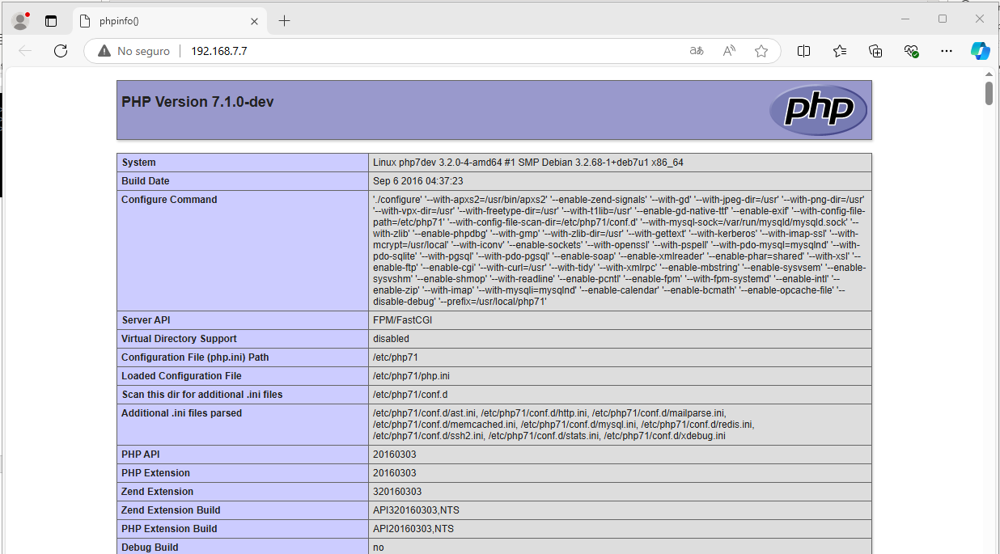 phpinfo()
No seguro 192.168.7.7
PHP Version 7.1.0-dev
php
System Linux php7dev 3.2.0-4-amd64 #1 SMP Debian 3.2.68-1+deb7u1 x86_64
Build Date Sep 6 2016 04:37:23
Configure Command './configure' '--with-apxs2=/usr/bin/apxs2' '--enable-zend-signals' '--with-gd' '--with-jpeg-dir=/usr' '--with-png-dir=/usr'
'--with-vpx-dir=/usr' '--with-freetype-dir=/usr' '--with-t1lib=/usr' '--enable-gd-native-ttf' '--enable-exif' '--with-config-file-
path=/etc/php71' '--with-config-file-scan-dir=/etc/php71/conf.d' '--with-mysql-sock=/var/run/mysqld/mysqld.sock' '--
with-zlib' '--enable-phpdbg' '--with-gmp' '--with-zlib-dir=/usr' '--with-gettext' '--with-kerberos' '--with-imap-ssl' '--with-
mcrypt=/usr/local' '--with-iconv' '--enable-sockets' '--with-openssl' '--with-pspell' '--with-pdo-mysql=mysqlnd' '--with-
pdo-sqlite' '--with-pgsql' '--with-pdo-pgsql' '--enable-soap' '--enable-xmlreader' '--enable-phar=shared' '--with-xsl' '--
enable-ftp' '--enable-cgi' '--with-curl=/usr' '--with-tidy' '--with-xmlrpc' '--enable-mbstring' '--enable-sysvsem' '--enable-
sysvshm' '--enable-shmop' '--with-readline' '--enable-pcntl' '--enable-fpm' '--with-fpm-systemd' '--enable-intl' '--
enable-zip' '--with-imap' '--with-mysqli=mysqlnd' '--enable-calendar' '--enable-bcmath' '--enable-opcache-file' '--
disable-debug' '--prefix=/usr/local/php71'
Server API FPM/FastCGI
Virtual Directory Support disabled
Configuration File (php.ini) Path /etc/php71
Loaded Configuration File /etc/php71/php.ini
Scan this dir for additional .ini files /etc/php71/conf.d
Additional .ini files parsed /etc/php71/conf.d/ast.ini, /etc/php71/conf.d/http.ini, /etc/php71/conf.d/mailparse.ini,
/etc/php71/conf.d/memcached.ini, /etc/php71/conf.d/mysql.ini, /etc/php71/conf.d/redis.ini,
/etc/php71/conf.d/ssh2.ini, /etc/php71/conf.d/stats.ini, /etc/php71/conf.d/xdebug.ini
PHP API 20160303
PHP Extension 20160303
Zend Extension 320160303
Zend Extension Build API320160303,NTS
PHP Extension Build API20160303,NTS
Debug Build no